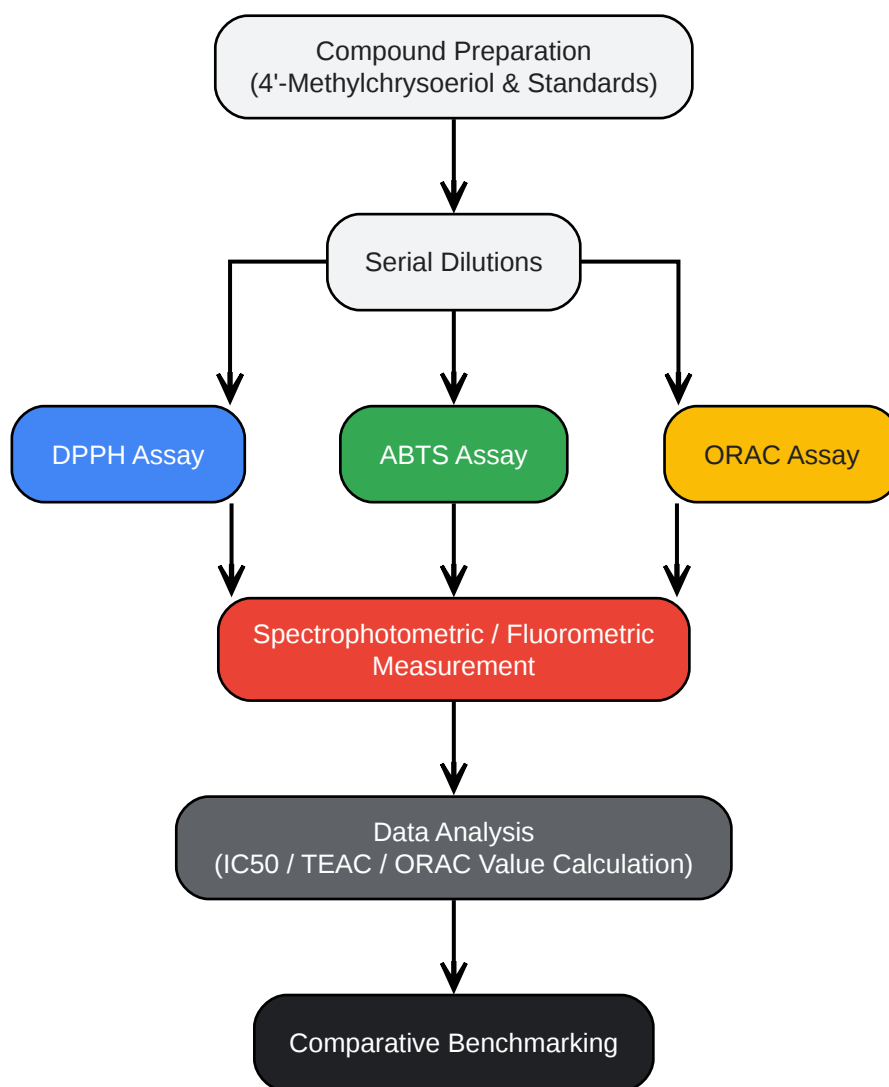 Compound Preparation
(4'-Methylchrysoeriol & Standards)
Serial Dilutions
DPPH Assay
ABTS Assay
ORAC Assay
Spectrophotometric / Fluorometric
Measurement
Data Analysis
(IC50 / TEAC / ORAC Value Calculation)
Comparative Benchmarking